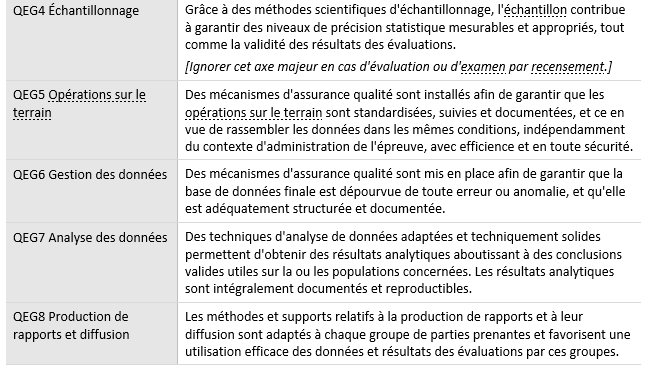 QEG4 Échantillonnage
Grâce à des méthodes scientifiques d'échantillonnage, l'échantillon contribue
à garantir des niveaux de précision statistique mesurables et appropriés, tout
comme la validité des résultats des évaluations.
[Ignorer cet axe majeur en cas d'évaluation ou d'examen par recensement.]
QEG5 Opérations sur le
terrain
Des mécanismes d'assurance qualité sont installés afin de garantir que les
opérations sur le terrain sont standardisées, suivies et documentées, et ce en
vue de rassembler les données dans les mêmes conditions, indépendamment
du contexte d'administration de l'épreuve, avec efficience et en toute sécurité.
QEG6 Gestion des données
Des mécanismes d'assurance qualité sont mis en place afin de garantir que la
base de données finale est dépourvue de toute erreur ou anomalie, et qu'elle
est adéquatement structurée et documentée.
QEG7 Analyse des données
Des techniques d'analyse de données adaptées et techniquement solides
permettent d'obtenir des résultats analytiques aboutissant à des conclusions
valides utiles sur la ou les populations concernées. Les résultats analytiques
sont intégralement documentés et reproductibles.
QEG8 Production de
rapports et diffusion
Les méthodes et supports relatifs à la production de rapports et à leur
diffusion sont adaptés à chaque groupe de parties prenantes et favorisent une
utilisation efficace des données et résultats des évaluations par ces groupes.